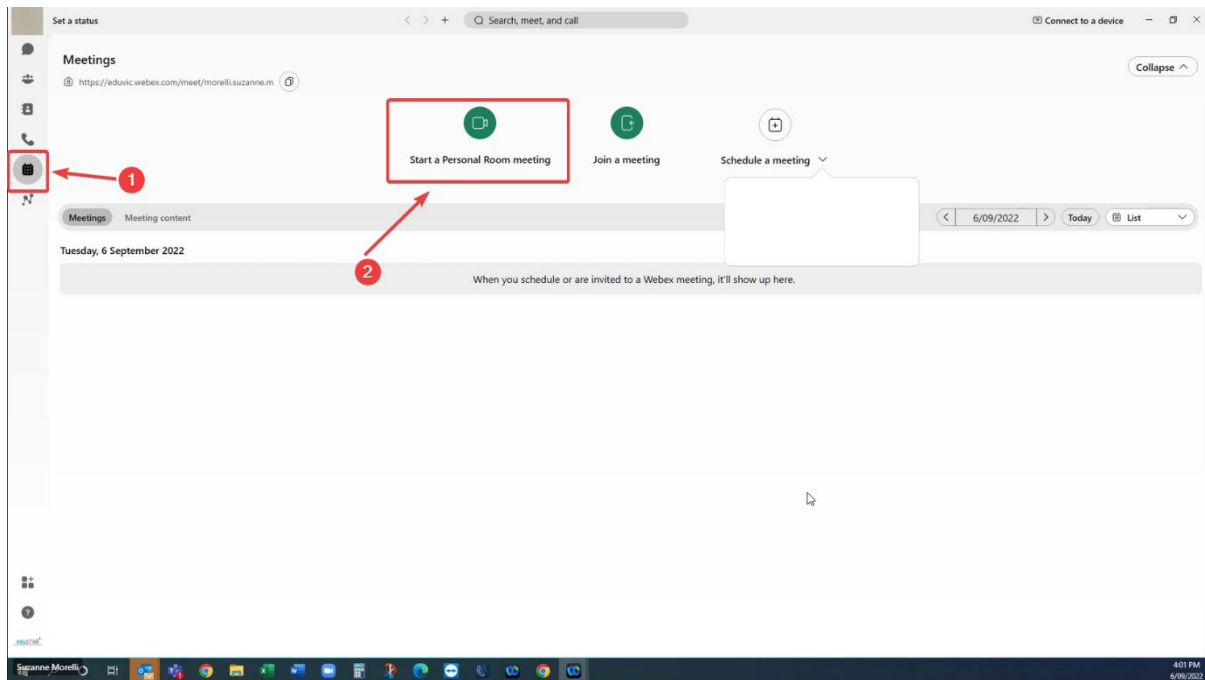 Set a status
Search, meet, and call
Connect to a device
Meetings
https://eduvic.webex.com/meet/morelli.suzanne.m
Collapse
Start a Personal Room meeting
Join a meeting
Schedule a meeting
1
Meetings
Meeting content
6/09/2022
Today
List
Tuesday, 6 September 2022
2
When you schedule or are invited to a Webex meeting, it'll show up here.
eduSTAR
Suzanne Morelli
4:01 PM
6/09/2022